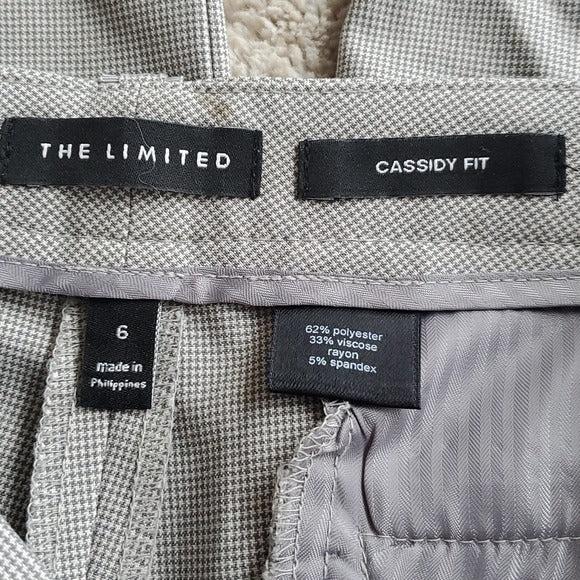 THE LIMITED
CASSIDY FIT
6
made in
Philippines
62% polyester
33% viscose
rayon
5% spandex